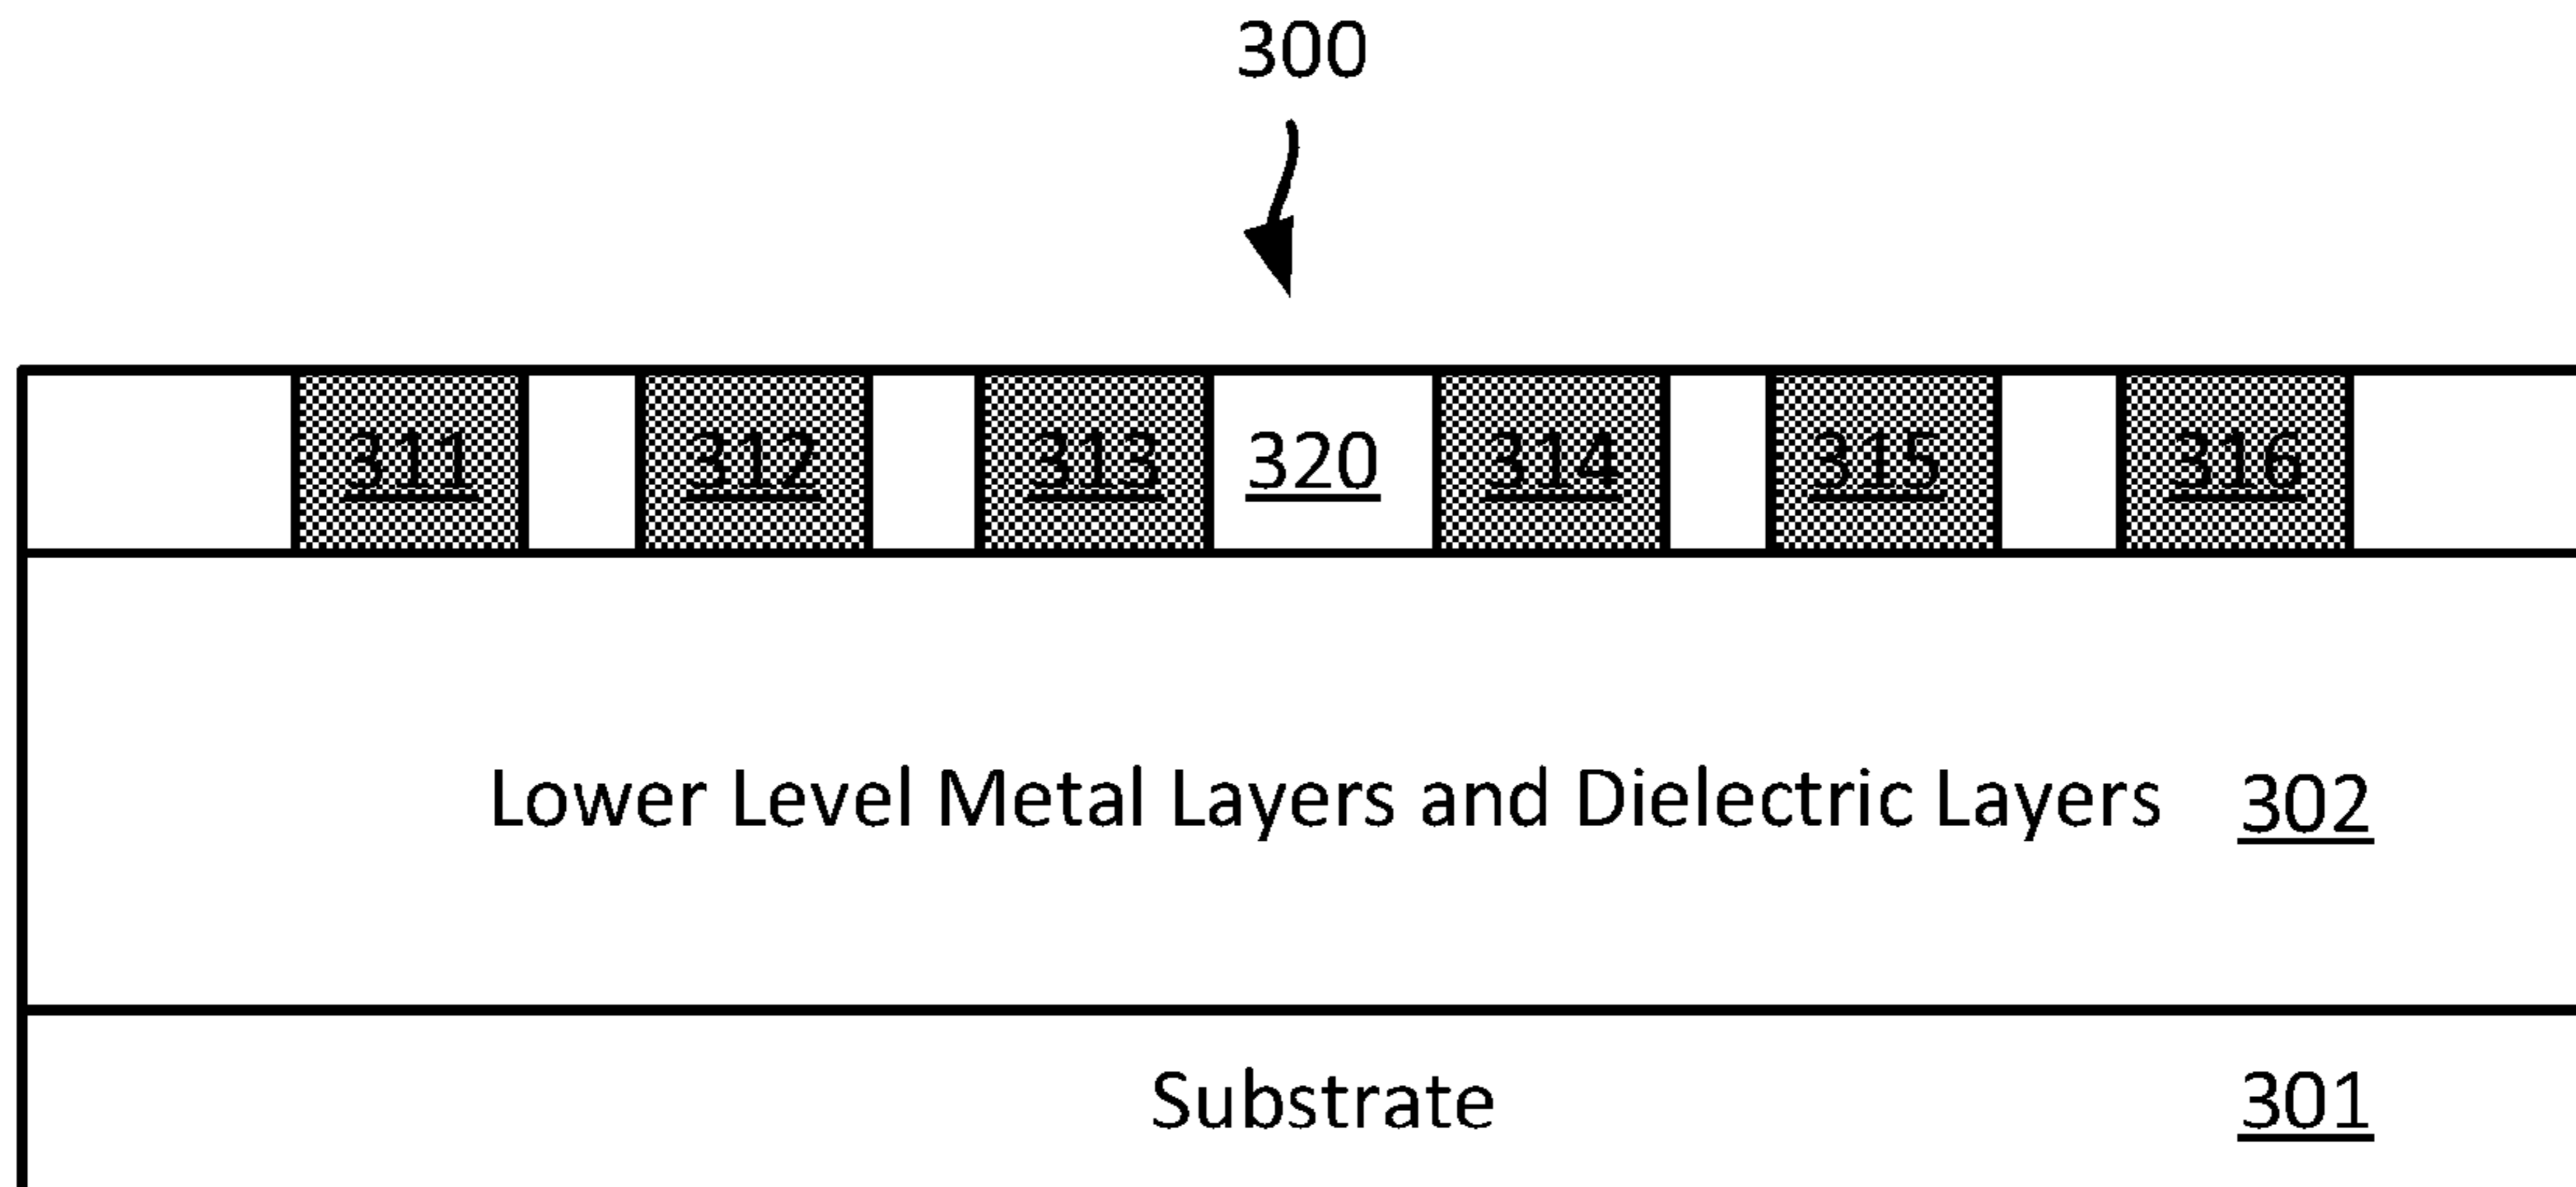 300
311 312 313 320 314 315 316
Lower Level Metal Layers and Dielectric Layers 302
Substrate 301